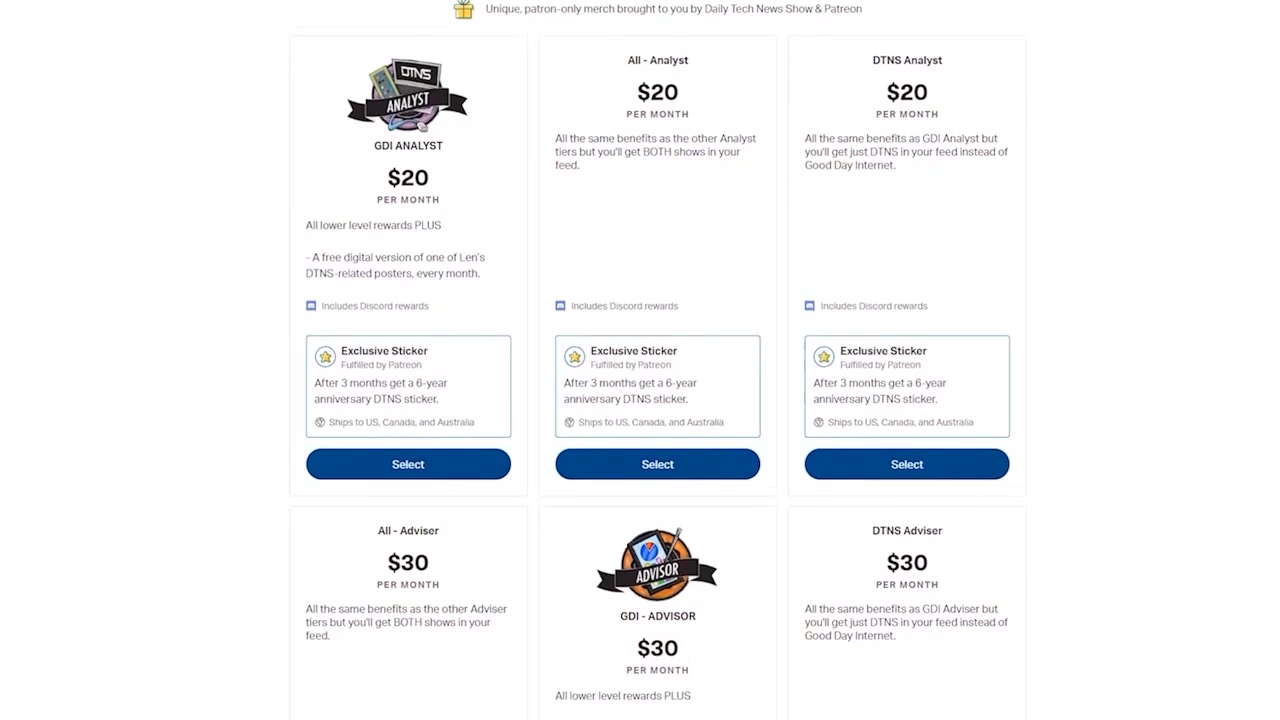 Unique, patron-only merch brought to you by Daily Tech News Show & Patreon
DTNS
ANALYST
GDI ANALYST
$20
PER MONTH
All lower level rewards PLUS
- A free digital version of one of Len's
DTNS-related posters, every month.
Includes Discord rewards
Exclusive Sticker
Fulfilled by Patreon
After 3 months get a 6-year
anniversary DTNS sticker.
Ships to US, Canada, and Australia
Select
All - Analyst
$20
PER MONTH
All the same benefits as the other Analyst
tiers but you'll get BOTH shows in your
feed.
Includes Discord rewards
Exclusive Sticker
Fulfilled by Patreon
After 3 months get a 6-year
anniversary DTNS sticker.
Ships to US, Canada, and Australia
Select
DTNS Analyst
$20
PER MONTH
All the same benefits as GDI Analyst but
you'll get just DTNS in your feed instead of
Good Day Internet.
Includes Discord rewards
Exclusive Sticker
Fulfilled by Patreon
After 3 months get a 6-year
anniversary DTNS sticker.
Ships to US, Canada, and Australia
Select
All - Adviser
$30
PER MONTH
All the same benefits as the other Adviser
tiers but you'll get BOTH shows in your
feed.
ADVISOR
GDI - ADVISOR
$30
PER MONTH
All lower level rewards PLUS
DTNS Adviser
$30
PER MONTH
All the same benefits as GDI Adviser but
you'll get just DTNS in your feed instead of
Good Day Internet.